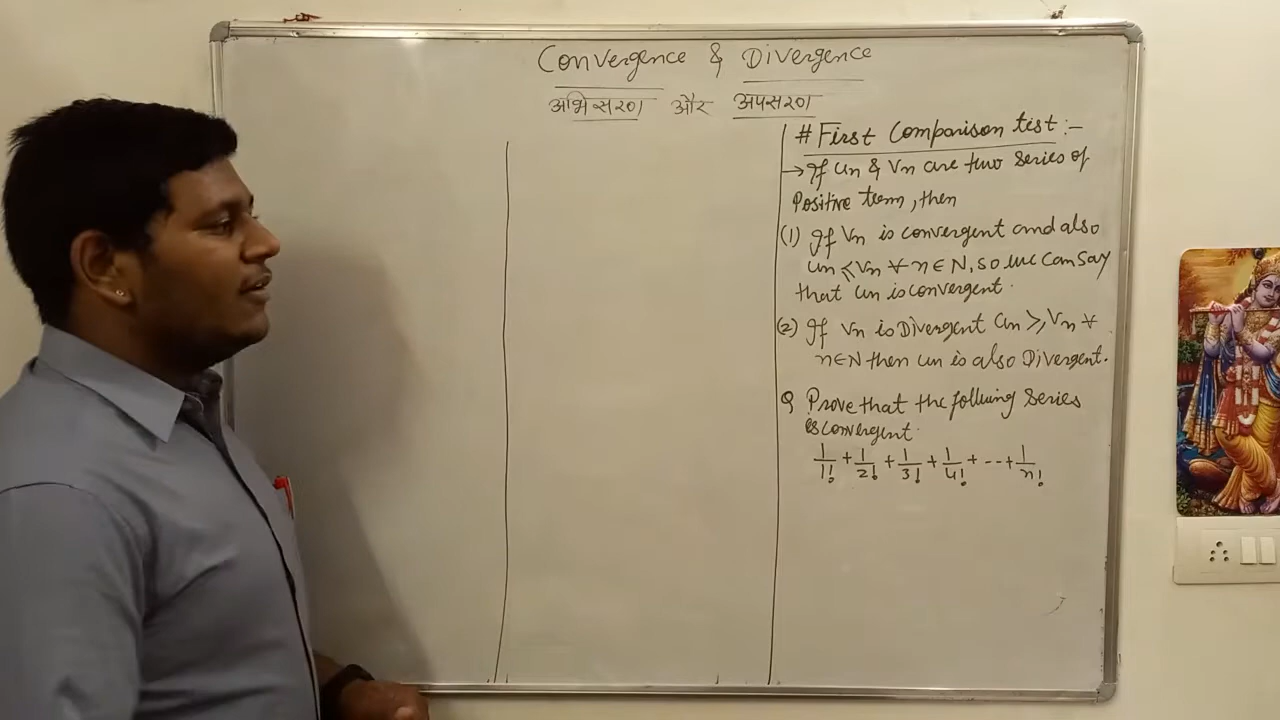 Convergence & Divergence
अभिसरण और अपसरण
# First Comparison test :-
→ If un & Vn are two series of
Positive term, then
(1) If Vn is convergent and also
un ≤ Vn ∀ n ∈ N, so we can say
that un is convergent.
(2) If Vn is Divergent un ≥ Vn ∀
n ∈ N then un is also Divergent.
Q Prove that the following series
is convergent.
1/1! + 1/2! + 1/3! + 1/4! + --- + 1/n!